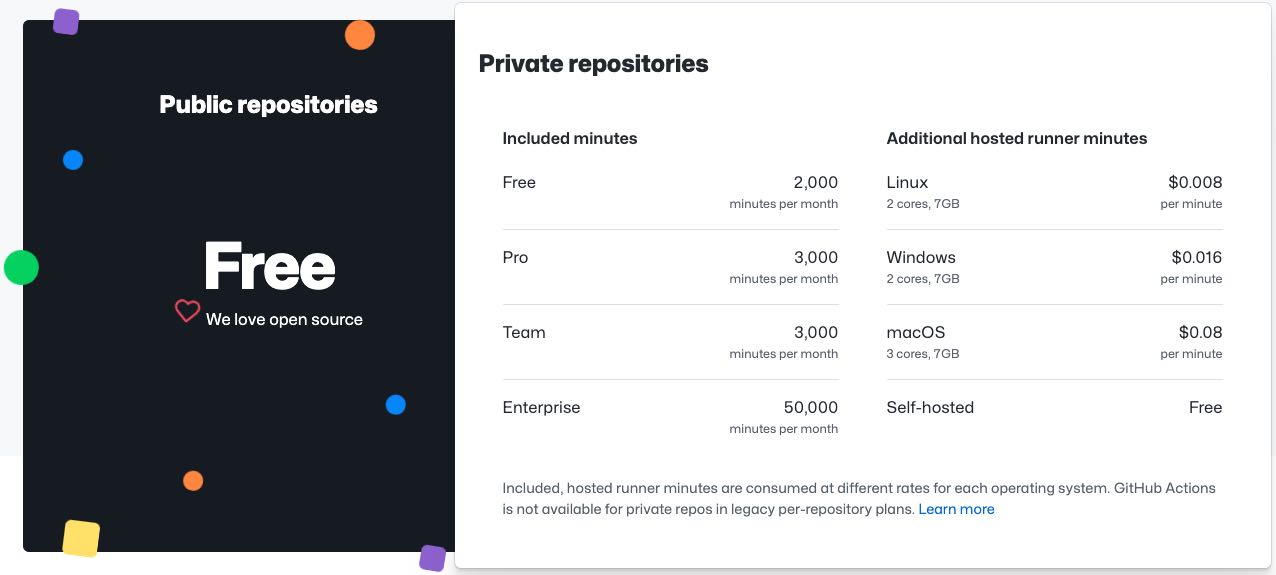 Public repositories
Free
We love open source
Private repositories
Included minutes
Free 2,000
minutes per month
Pro 3,000
minutes per month
Team 3,000
minutes per month
Enterprise 50,000
minutes per month
Additional hosted runner minutes
Linux $0.008
2 cores, 7GB per minute
Windows $0.016
2 cores, 7GB per minute
macOS $0.08
3 cores, 7GB per minute
Self-hosted Free
Included, hosted runner minutes are consumed at different rates for each operating system. GitHub Actions
is not available for private repos in legacy per-repository plans. Learn more